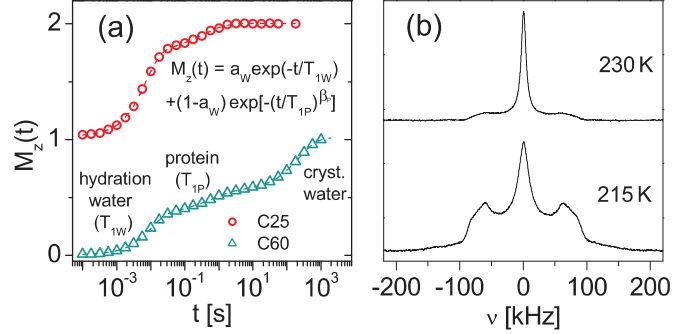 (a)
M_z(t) = a_W exp(-t/T_1W)
+(1-a_W) exp[-(t/T_1P)^β_p]
hydration
water
(T_1W)
protein
(T_1P)
cryst.
water
C25
C60
2
1
0
M_z(t)
10^-3
10^-1
10^1
10^3
t [s]
(b)
230 K
215 K
-200
-100
0
100
200
ν [kHz]